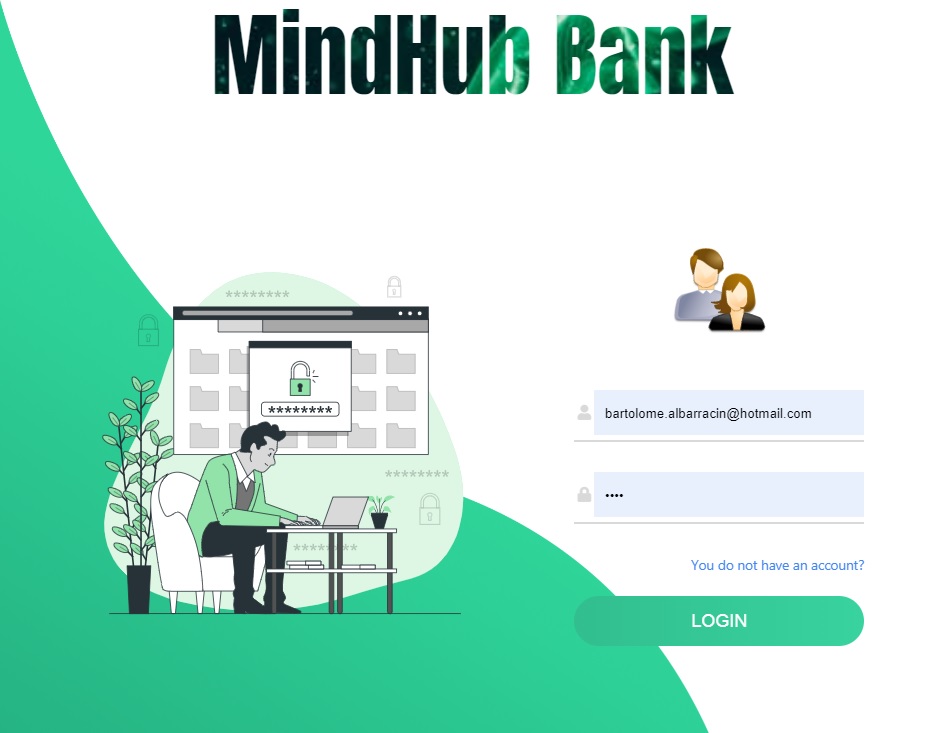 MindHub Bank
********
********
bartolome.albarracin@hotmail.com
••••
********
********
You do not have an account?
LOGIN